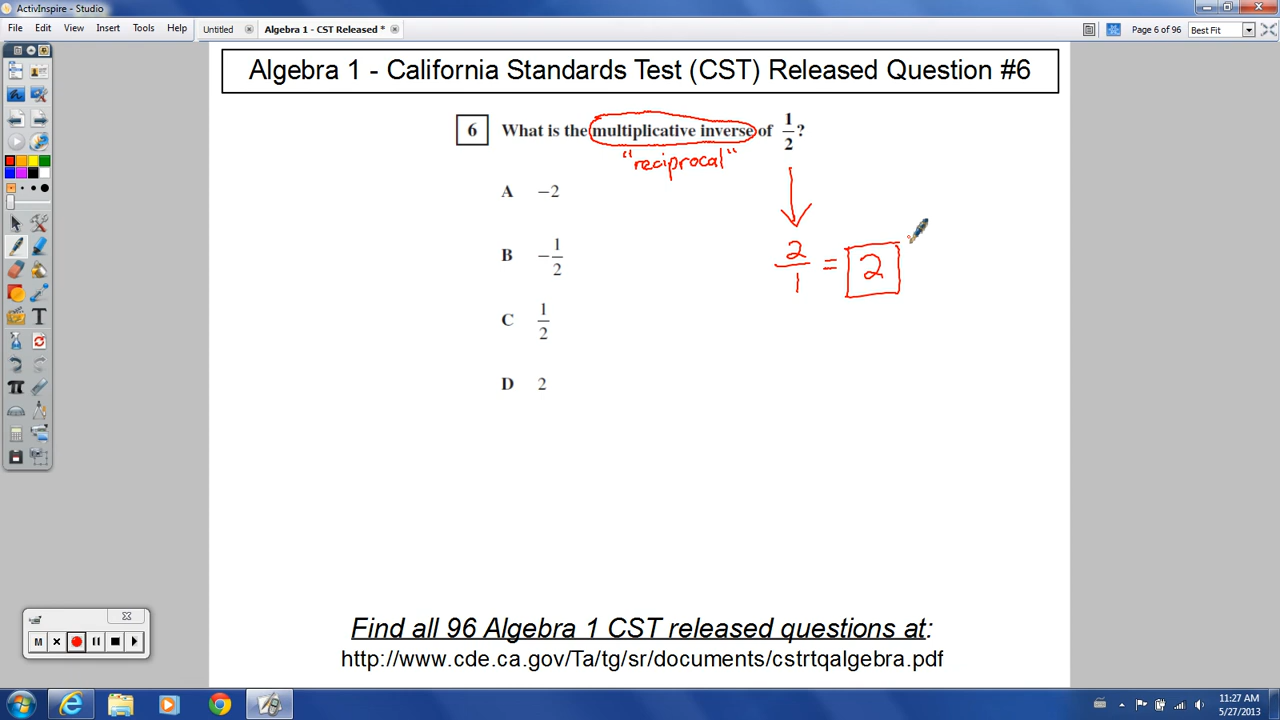 ActivInspire - Studio
File Edit View Insert Tools Help
Untitled
Algebra 1 - CST Released *
Page 6 of 96
Best Fit
Algebra 1 - California Standards Test (CST) Released Question #6
6 What is the multiplicative inverse of 1/2?
"reciprocal"
A −2
B −1/2
2/1 = 2
C 1/2
D 2
M
Find all 96 Algebra 1 CST released questions at:
http://www.cde.ca.gov/Ta/tg/sr/documents/cstrtqalgebra.pdf
11:27 AM
5/27/2013